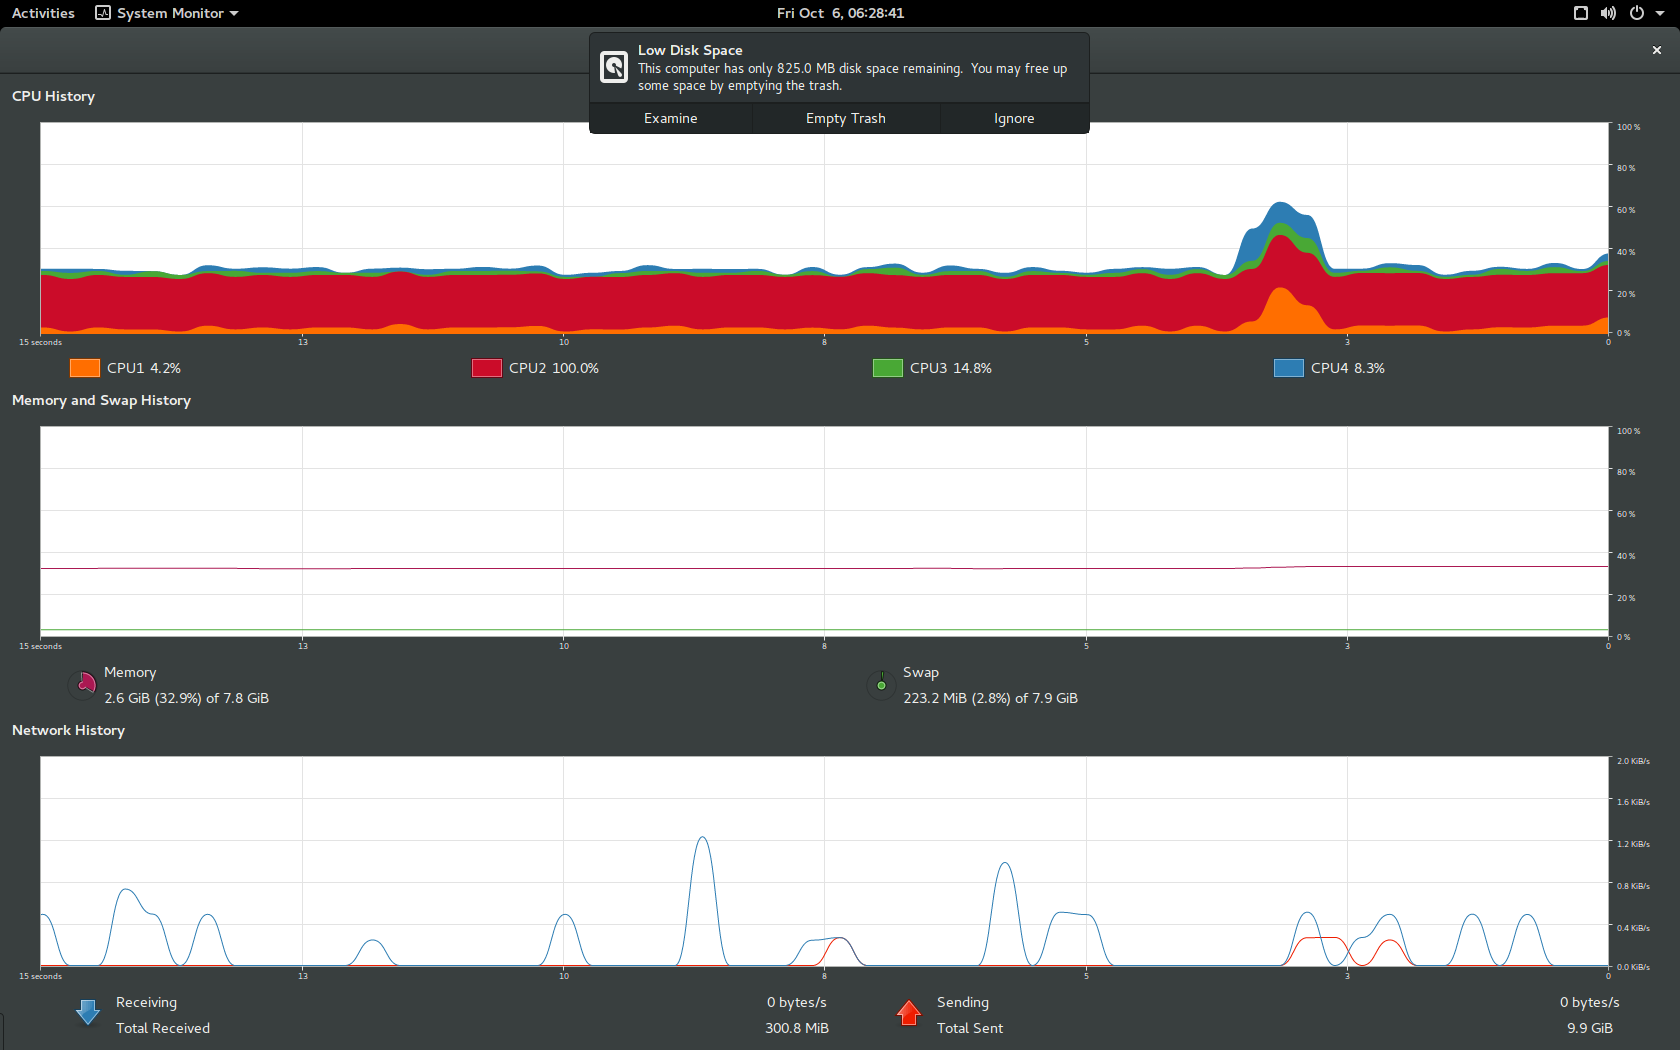 Activities System Monitor Fri Oct 6, 06:28:41
Low Disk Space
This computer has only 825.0 MB disk space remaining. You may free up
some space by emptying the trash.
Examine Empty Trash Ignore
CPU History
100 %
80 %
60 %
40 %
20 %
0 %
15 seconds 13 10 8 5 3 0
CPU1 4.2% CPU2 100.0% CPU3 14.8% CPU4 8.3%
Memory and Swap History
100 %
80 %
60 %
40 %
20 %
0 %
15 seconds 13 10 8 5 3 0
Memory Swap
2.6 GiB (32.9%) of 7.8 GiB 223.2 MiB (2.8%) of 7.9 GiB
Network History
2.0 KiB/s
1.6 KiB/s
1.2 KiB/s
0.8 KiB/s
0.4 KiB/s
0.0 KiB/s
15 seconds 13 10 8 5 3 0
Receiving 0 bytes/s Sending 0 bytes/s
Total Received 300.8 MiB Total Sent 9.9 GiB